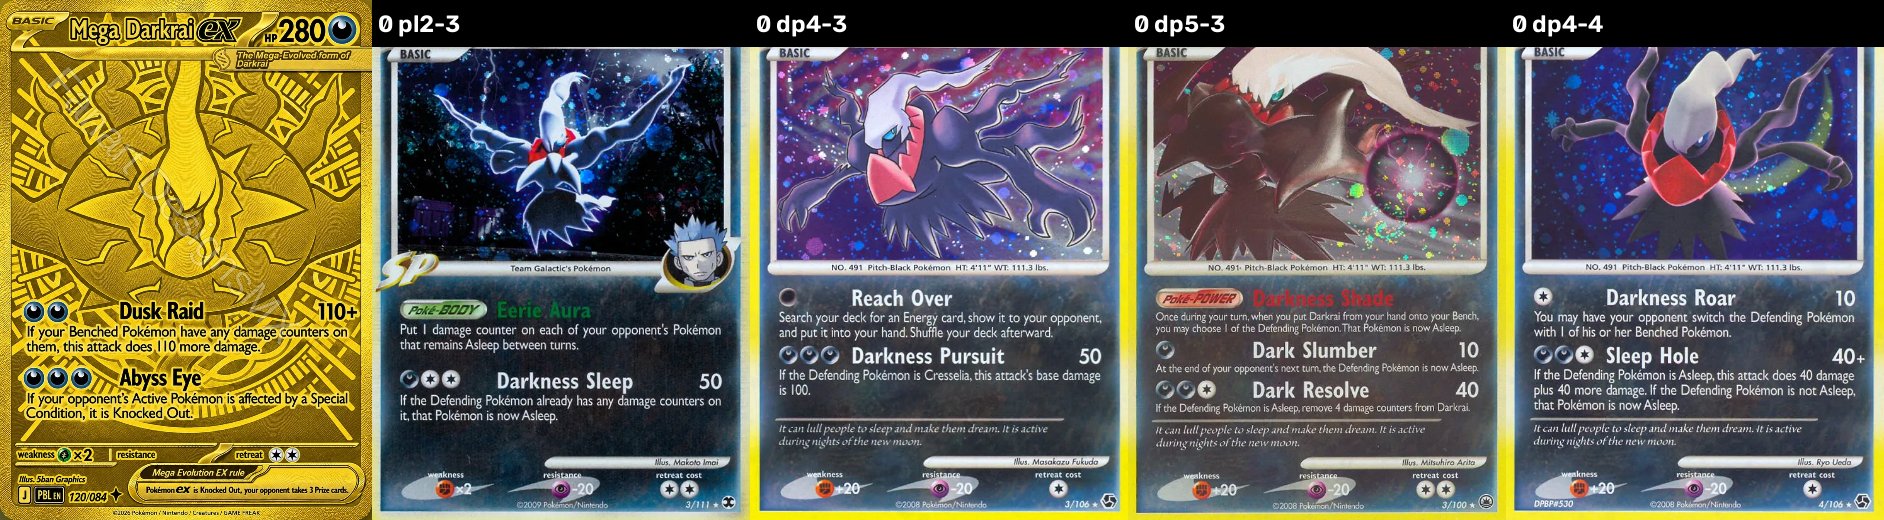 BASIC
Mega Darkrai ex
HP 280
The Mega-Evolved form of
Darkrai
Dusk Raid 110+
If your Benched Pokémon have any damage counters on
them, this attack does 110 more damage.
Abyss Eye
If your opponent's Active Pokémon is affected by a Special
Condition, it is Knocked Out.
weakness ×2 resistance retreat
Mega Evolution EX rule
Illus. 5ban Graphics
J PBL EN 120/084
©2026 Pokémon / Nintendo / Creatures / GAME FREAK
0 pl2-3
BASIC
Team Galactic's Pokémon
SP
Poké-BODY Eerie Aura
Put 1 damage counter on each of your opponent's Pokémon
that remains Asleep between turns.
Darkness Sleep 50
If the Defending Pokémon already has any damage counters on
it, that Pokémon is now Asleep.
Illus. Makoto Imai
weakness resistance retreat cost
×2 -20
©2009 Pokémon/Nintendo 3/111
0 dp4-3
BASIC
NO. 491 Pitch-Black Pokémon HT: 4'11" WT: 111.3 lbs.
Reach Over
Search your deck for an Energy card, show it to your opponent,
and put it into your hand. Shuffle your deck afterward.
Darkness Pursuit 50
If the Defending Pokémon is Cresselia, this attack's base damage
is 100.
It can lull people to sleep and make them dream. It is active
during nights of the new moon.
Illus. Masakazu Fukuda
weakness resistance retreat cost
+20 -20
©2008 Pokémon/Nintendo 3/106
0 dp5-3
BASIC
NO. 491 Pitch-Black Pokémon HT: 4'11" WT: 111.3 lbs.
Poké-POWER Darkness Shade
Once during your turn, when you put Darkrai from your hand onto your Bench,
you may choose 1 of the Defending Pokémon. That Pokémon is now Asleep.
Dark Slumber 10
At the end of your opponent's next turn, the Defending Pokémon is now Asleep.
Dark Resolve 40
If the Defending Pokémon is Asleep, remove 4 damage counters from Darkrai.
It can lull people to sleep and make them dream. It is active
during nights of the new moon.
Illus. Mitsuhiro Arita
weakness resistance retreat cost
+20 -20
©2008 Pokémon/Nintendo 3/100
0 dp4-4
BASIC
NO. 491 Pitch-Black Pokémon HT: 4'11" WT: 111.3 lbs.
Darkness Roar 10
You may have your opponent switch the Defending Pokémon
with 1 of his or her Benched Pokémon.
Sleep Hole 40+
If the Defending Pokémon is Asleep, this attack does 40 damage
plus 40 more damage. If the Defending Pokémon is not Asleep,
that Pokémon is now Asleep.
It can lull people to sleep and make them dream. It is active
during nights of the new moon.
Illus. Ryo Ueda
weakness resistance retreat cost
+20 -20
DPBP#530 ©2008 Pokémon/Nintendo 4/106